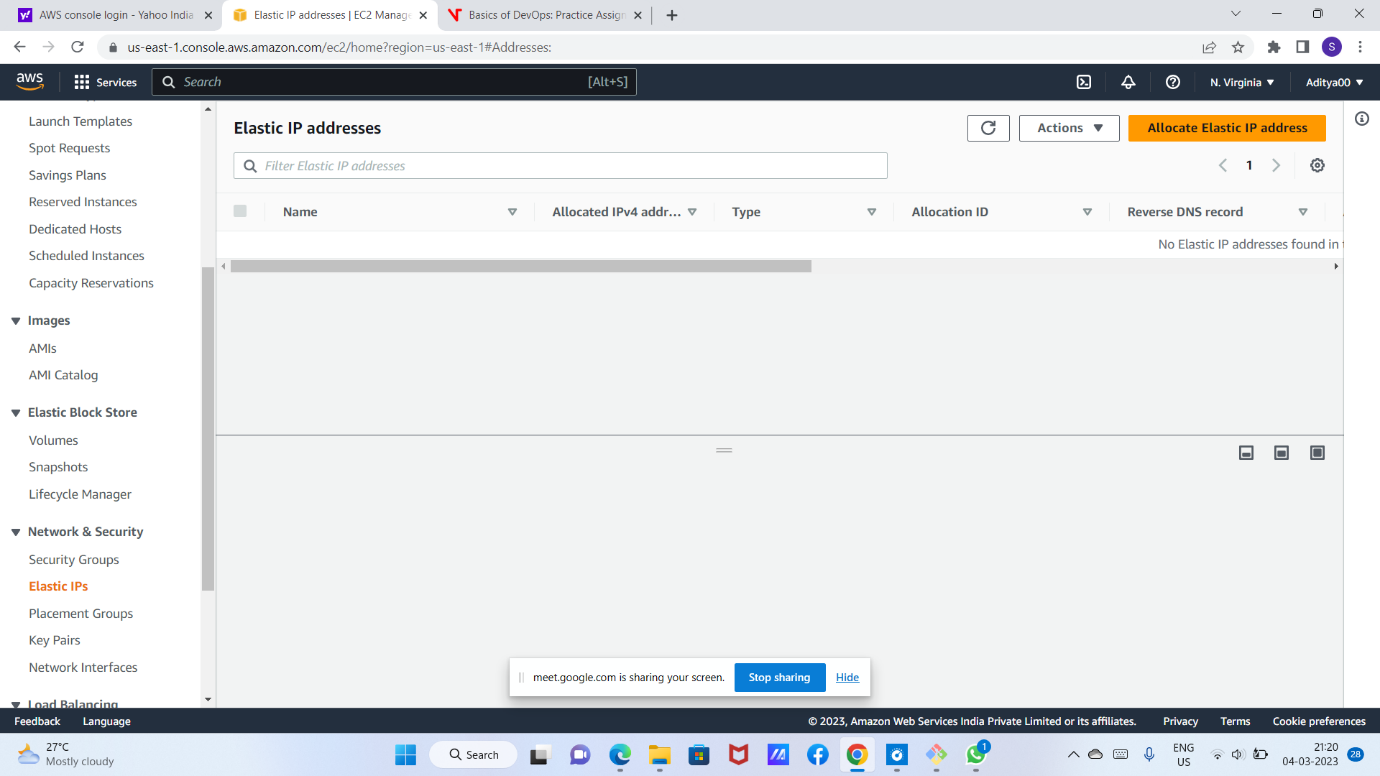 AWS console login - Yahoo India
Elastic IP addresses | EC2 Manage
Basics of DevOps: Practice Assign
us-east-1.console.aws.amazon.com/ec2/home?region=us-east-1#Addresses:
S
aws
Services
Search
[Alt+S]
N. Virginia
Aditya00
Launch Templates
Spot Requests
Savings Plans
Reserved Instances
Dedicated Hosts
Scheduled Instances
Capacity Reservations
Images
AMIs
AMI Catalog
Elastic Block Store
Volumes
Snapshots
Lifecycle Manager
Network & Security
Security Groups
Elastic IPs
Placement Groups
Key Pairs
Network Interfaces
Load Balancing
Elastic IP addresses
Actions
Allocate Elastic IP address
Filter Elastic IP addresses
1
Name
Allocated IPv4 addr...
Type
Allocation ID
Reverse DNS record
No Elastic IP addresses found in
meet.google.com is sharing your screen.
Stop sharing
Hide
Feedback
Language
© 2023, Amazon Web Services India Private Limited or its affiliates.
Privacy
Terms
Cookie preferences
27°C
Mostly cloudy
Search
1
ENG
US
21:20
04-03-2023
28